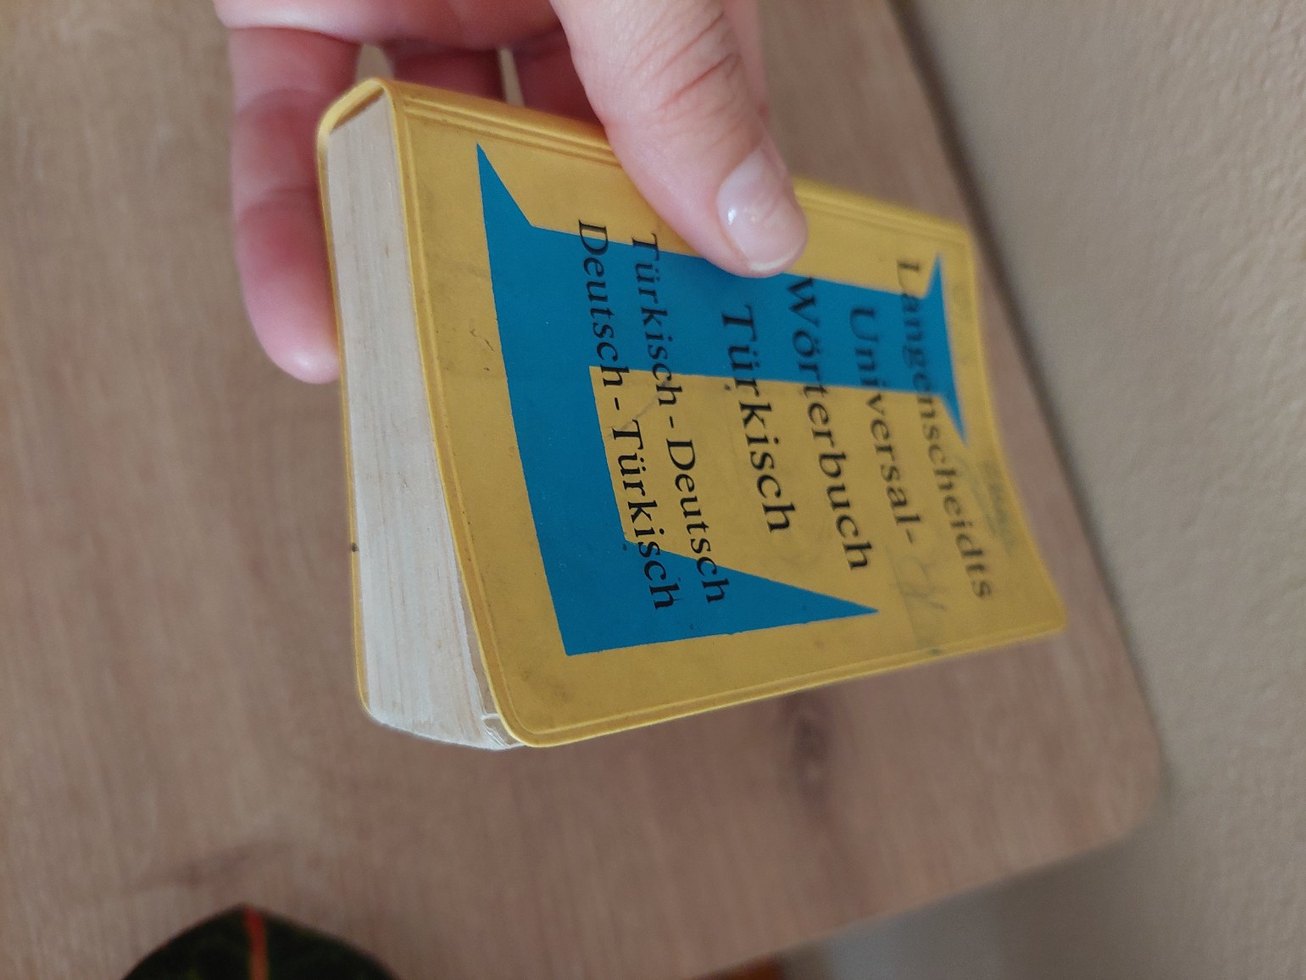 Langenscheidts
Universal-
Wörterbuch
Türkisch
Türkisch - Deutsch
Deutsch - Türkisch